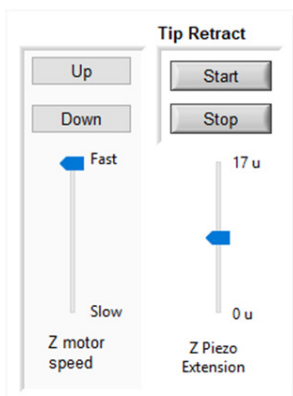 Tip Retract
Up
Start
Down
Stop
Fast
17 u
Slow
0 u
Z motor
speed
Z Piezo
Extension